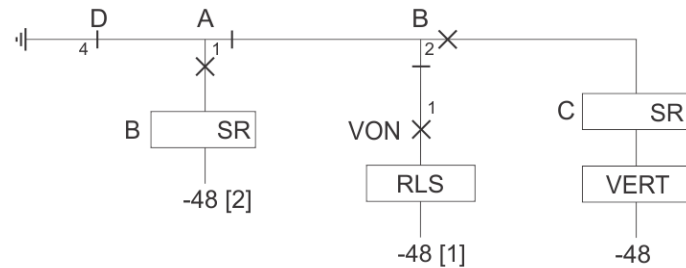 D A B
4 1 2
1
B SR VON C SR
RLS VERT
-48 [2]
-48 [1] -48